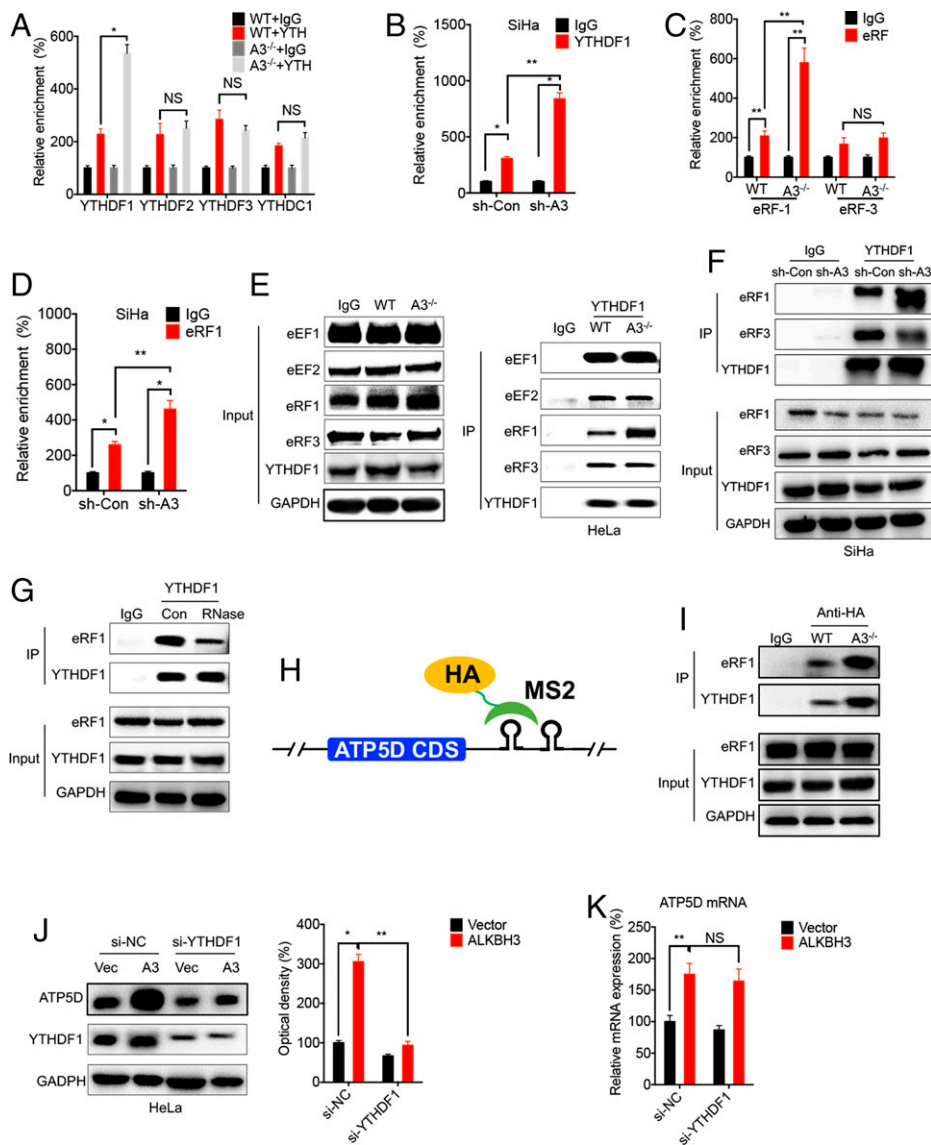 A
WT+IgG
WT+YTH
A3-/-+IgG
A3-/-+YTH
Relative enrichment (%)
600
400
200
0
*
NS
NS
NS
YTHDF1 YTHDF2 YTHDF3 YTHDC1
B
SiHa
IgG
YTHDF1
Relative enrichment (%)
1500
1000
500
0
**
*
*
sh-Con sh-A3
C
IgG
eRF
Relative enrichment (%)
800
600
400
200
0
**
**
**
NS
WT A3-/- WT A3-/-
eRF-1 eRF-3
D
SiHa
IgG
eRF1
Relative enrichment (%)
1000
800
600
400
200
0
**
*
*
sh-Con sh-A3
E
IgG WT A3-/-
Input
eEF1
eEF2
eRF1
eRF3
YTHDF1
GAPDH
YTHDF1
IgG WT A3-/-
IP
eEF1
eEF2
eRF1
eRF3
YTHDF1
HeLa
F
IgG YTHDF1
sh-Con sh-A3 sh-Con sh-A3
IP
eRF1
eRF3
YTHDF1
Input
eRF1
eRF3
YTHDF1
GAPDH
SiHa
G
YTHDF1
IgG Con RNase
IP
eRF1
YTHDF1
Input
eRF1
YTHDF1
GAPDH
H
HA
MS2
ATP5D CDS
I
Anti-HA
IgG WT A3-/-
IP
eRF1
YTHDF1
Input
eRF1
YTHDF1
GAPDH
J
si-NC si-YTHDF1
Vec A3 Vec A3
ATP5D
YTHDF1
GADPH
HeLa
Vector
ALKBH3
Optical density (%)
400
300
200
100
0
*
**
si-NC
si-YTHDF1
K
ATP5D mRNA
Vector
ALKBH3
Relative mRNA expression (%)
250
200
150
100
50
0
**
NS
si-NC
si-YTHDF1